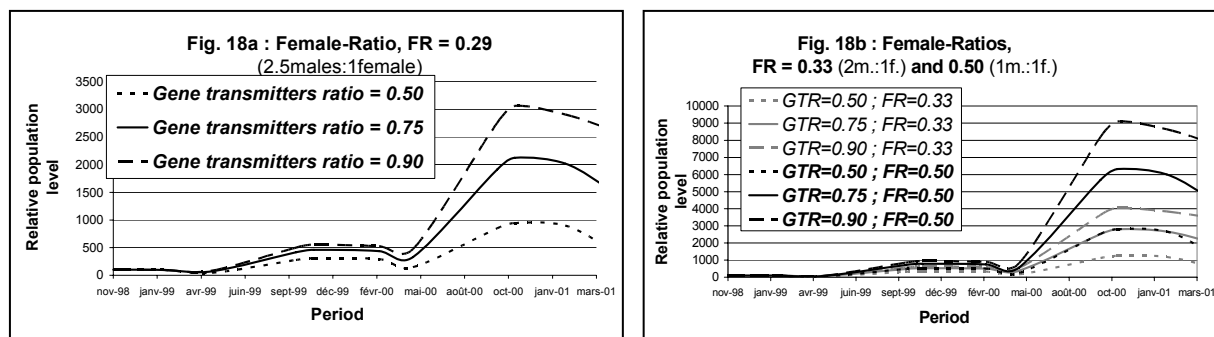 Fig. 18a : Female-Ratio, FR = 0.29
(2.5males:1female)
Relative population
level
3500
3000
2500
2000
1500
1000
500
0
Gene transmitters ratio = 0.50
Gene transmitters ratio = 0.75
Gene transmitters ratio = 0.90
nov-98 janv-99 avr-99 juin-99 sept-99 déc-99 févr-00 mai-00 août-00 oct-00 janv-01 mars-01
Period
Fig. 18b : Female-Ratios,
FR = 0.33 (2m.:1f.) and 0.50 (1m.:1f.)
Relative population
level
10000
9000
8000
7000
6000
5000
4000
3000
2000
1000
0
GTR=0.50 ; FR=0.33
GTR=0.75 ; FR=0.33
GTR=0.90 ; FR=0.33
GTR=0.50 ; FR=0.50
GTR=0.75 ; FR=0.50
GTR=0.90 ; FR=0.50
nov-98 janv-99 avr-99 juin-99 sept-99 déc-99 févr-00 mai-00 août-00 oct-00 janv-01 mars-01
Period